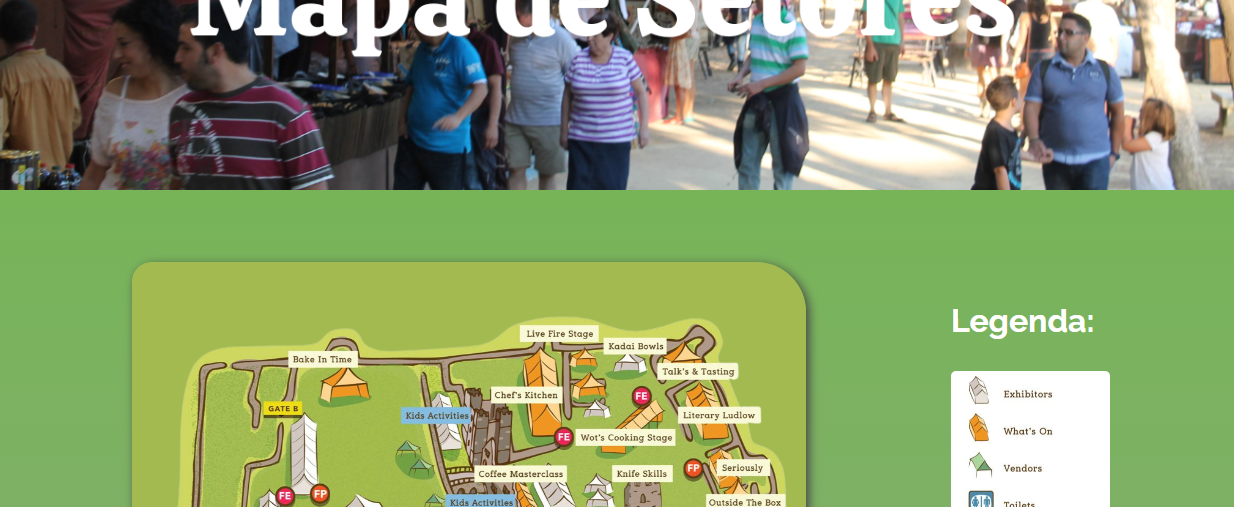 Mapa de Setores
Legenda:
Live Fire Stage
Kadai Bowls
Bake In Time
Talk's & Tasting
Chef's Kitchen
FE
GATE B
Kids Activities
Literary Ludlow
FE
Wot's Cooking Stage
FP
Seriously
Coffee Masterclass
Knife Skills
FE
FP
Kids Activities
Outside The Box
Exhibitors
What's On
Vendors
Toilets